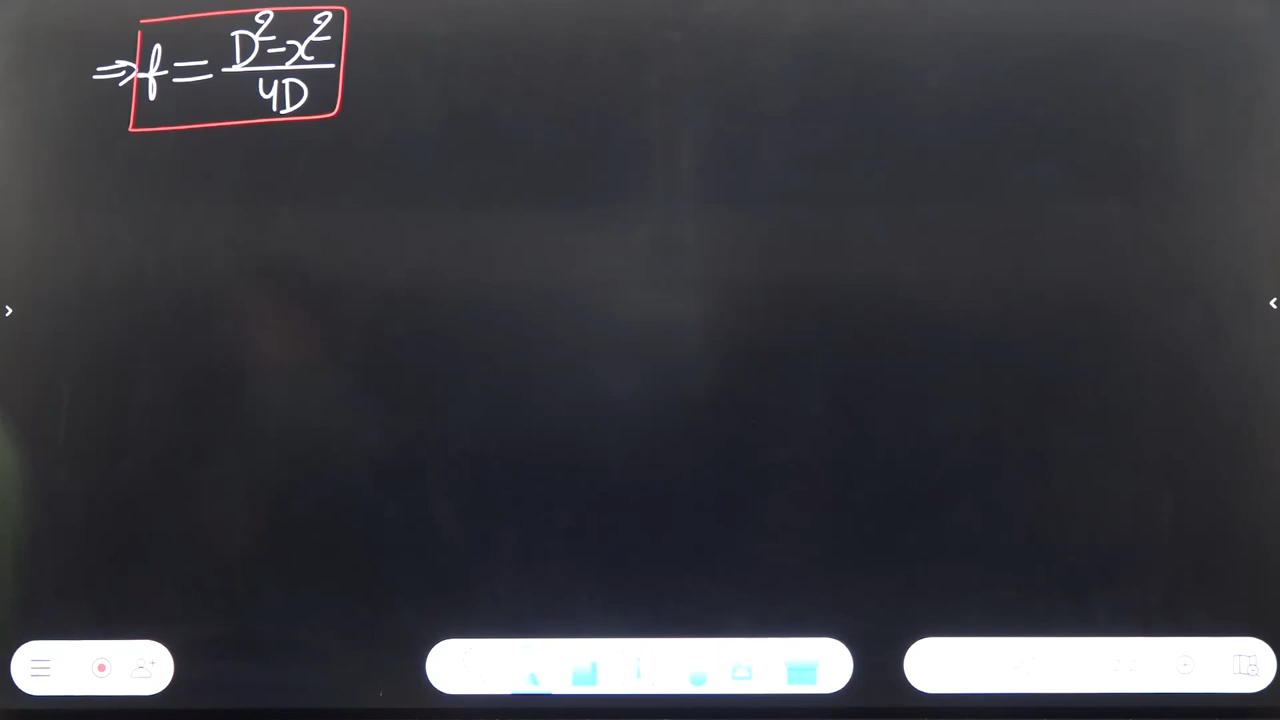 ⇒ f = (D² - x²) / 4D